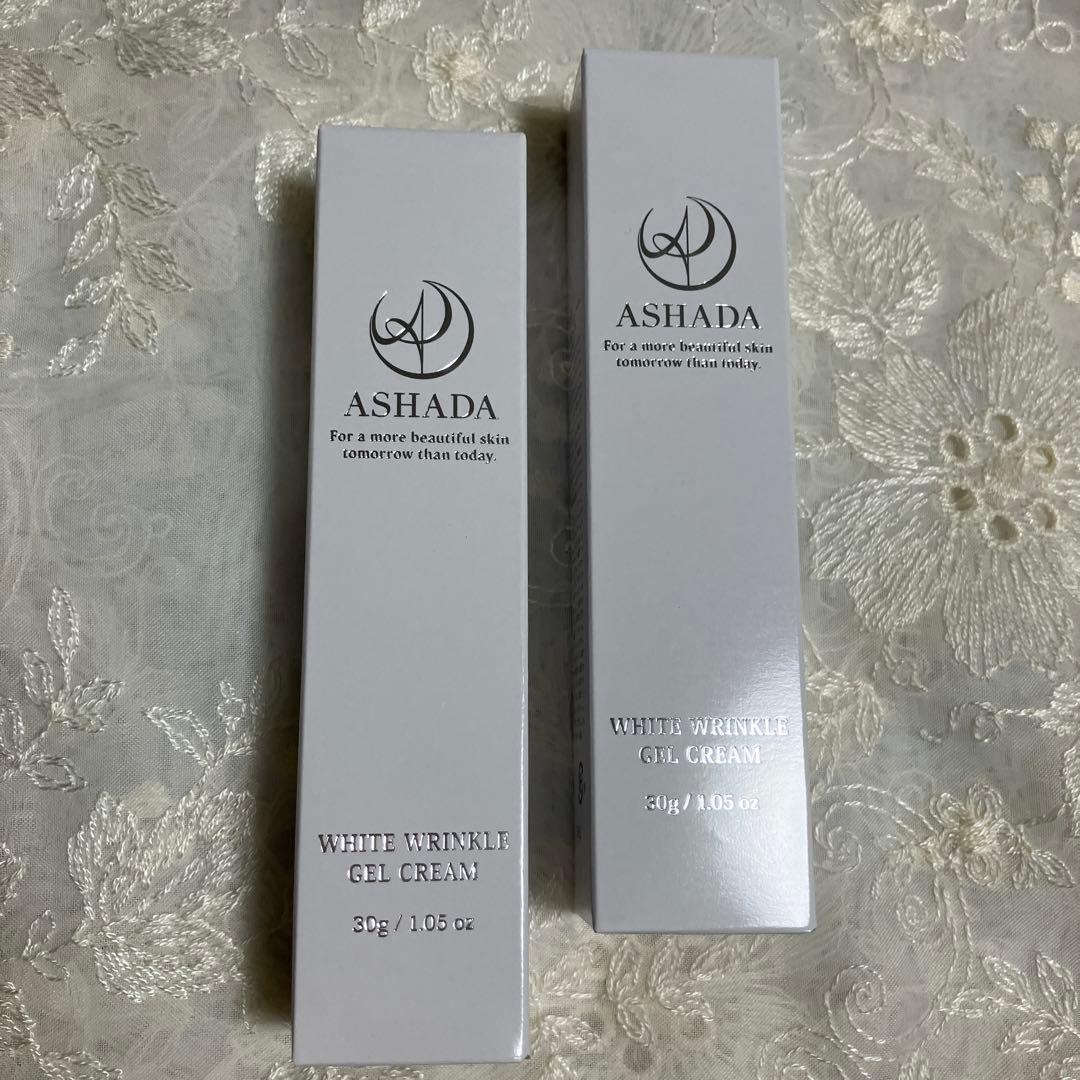 ASHADA
For a more beautiful skin
tomorrow than today.
WHITE WRINKLE
GEL CREAM
30g / 1.05 oz
ASHADA
For a more beautiful skin
tomorrow than today.
WHITE WRINKLE
GEL CREAM
30g / 1.05 oz